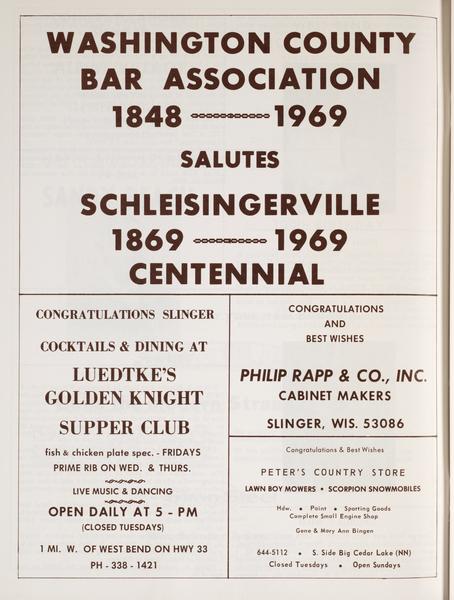 WASHINGTON COUNTY
BAR ASSOCIATION
1848 1969
SALUTES
SCHLEISINGERVILLE
1869 1969
CENTENNIAL
CONGRATULATIONS SLINGER
COCKTAILS & DINING AT
LUEDTKE'S
GOLDEN KNIGHT
SUPPER CLUB
fish & chicken plate spec. - FRIDAYS
PRIME RIB ON WED. & THURS.
LIVE MUSIC & DANCING
OPEN DAILY AT 5 - PM
(CLOSED TUESDAYS)
1 MI. W. OF WEST BEND ON HWY 33
PH - 338 - 1421
CONGRATULATIONS
AND
BEST WISHES
PHILIP RAPP & CO., INC.
CABINET MAKERS
SLINGER, WIS. 53086
Congratulations & Best Wishes
PETER'S COUNTRY STORE
LAWN BOY MOWERS • SCORPION SNOWMOBILES
Hdw. • Paint • Sporting Goods
Complete Small Engine Shop
Gene & Mary Ann Bingen
644-5112 • S. Side Big Cedar Lake (NN)
Closed Tuesdays • Open Sundays